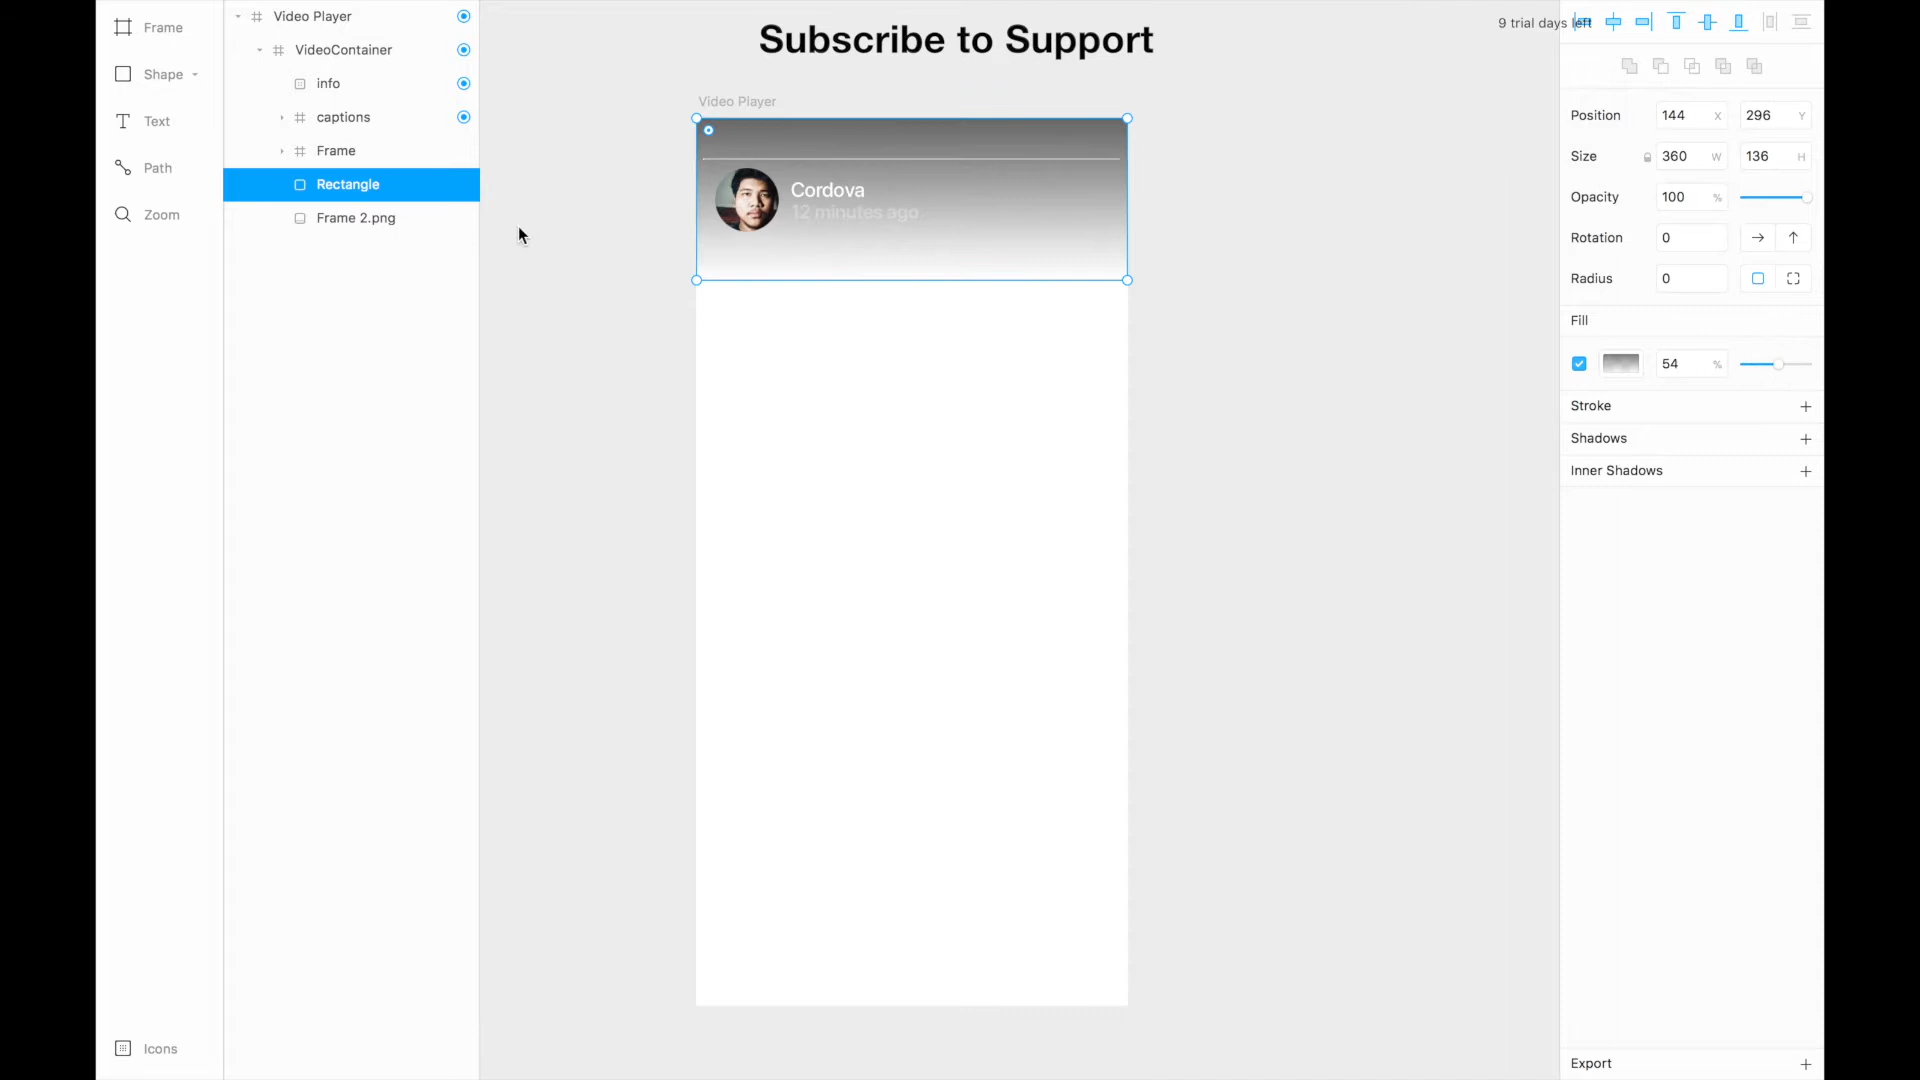 Frame
Shape
Text
Path
Zoom
Icons
Video Player
VideoContainer
info
captions
Frame
Rectangle
Frame 2.png
Subscribe to Support
Video Player
Cordova
12 minutes ago
9 trial days left
Position 144 X 296 Y
Size 360 W 136 H
Opacity 100 %
Rotation 0
Radius 0
Fill
54 %
Stroke
Shadows
Inner Shadows
Export